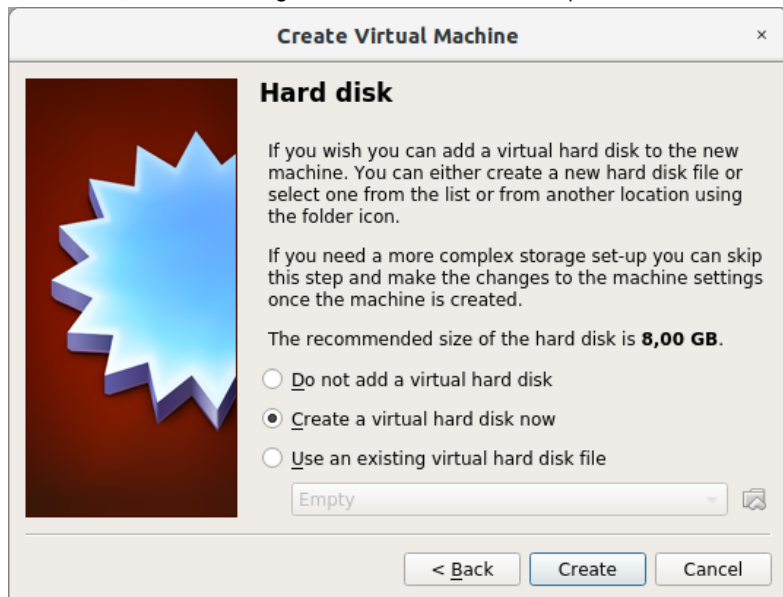 Create Virtual Machine
Hard disk
If you wish you can add a virtual hard disk to the new
machine. You can either create a new hard disk file or
select one from the list or from another location using
the folder icon.
If you need a more complex storage set-up you can skip
this step and make the changes to the machine settings
once the machine is created.
The recommended size of the hard disk is 8,00 GB.
Do not add a virtual hard disk
Create a virtual hard disk now
Use an existing virtual hard disk file
Empty
< Back Create Cancel